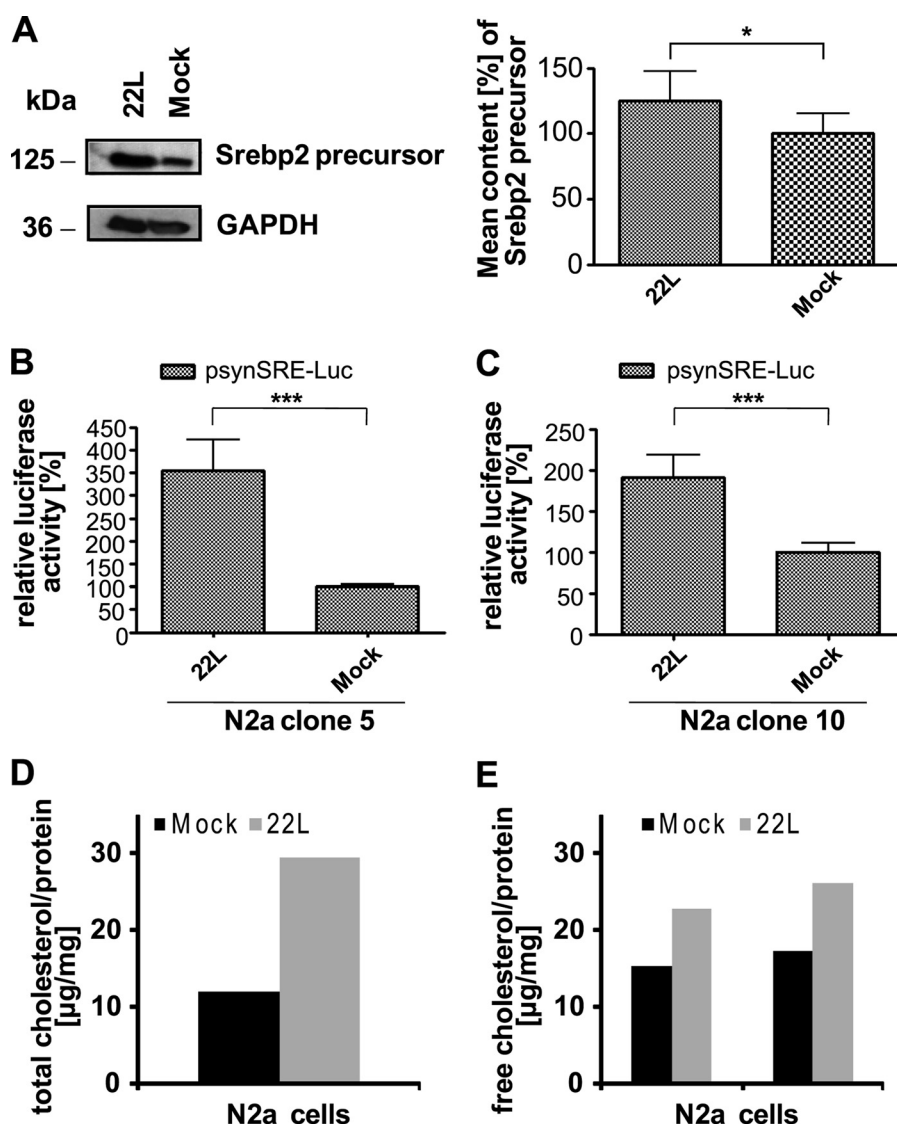 A
kDa
22L
Mock
125 –
Srebp2 precursor
36 –
GAPDH
Mean content [%] of
Srebp2 precursor
*
150
100
50
0
22L
Mock
B
psynSRE-Luc
***
relative luciferase
activity [%]
450
400
350
300
250
200
150
100
50
0
22L
Mock
N2a clone 5
C
psynSRE-Luc
***
relative luciferase
activity [%]
250
200
150
100
50
0
22L
Mock
N2a clone 10
D
Mock 22L
total cholesterol/protein
[µg/mg]
30
20
10
0
N2a cells
E
Mock 22L
free cholesterol/protein
[µg/mg]
30
20
10
0
N2a cells